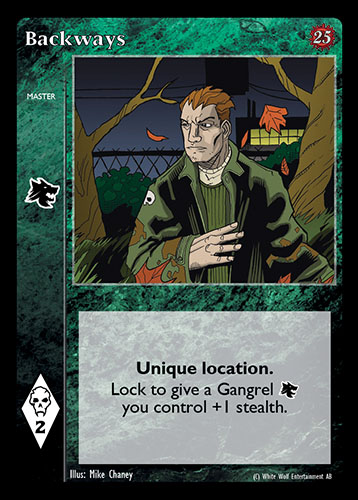 Backways
25
MASTER
Unique location.
Lock to give a Gangrel
you control +1 stealth.
2
Illus: Mike Chaney
(C) White Wolf Entertainment AB